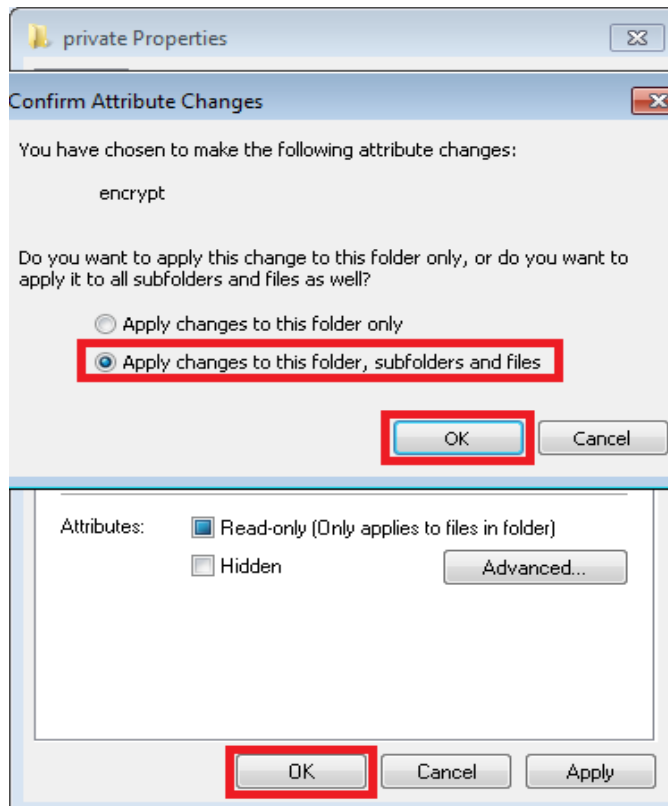 private Properties
Confirm Attribute Changes
You have chosen to make the following attribute changes:
encrypt
Do you want to apply this change to this folder only, or do you want to
apply it to all subfolders and files as well?
Apply changes to this folder only
Apply changes to this folder, subfolders and files
OK Cancel
Attributes: Read-only (Only applies to files in folder)
Hidden Advanced...
OK Cancel Apply